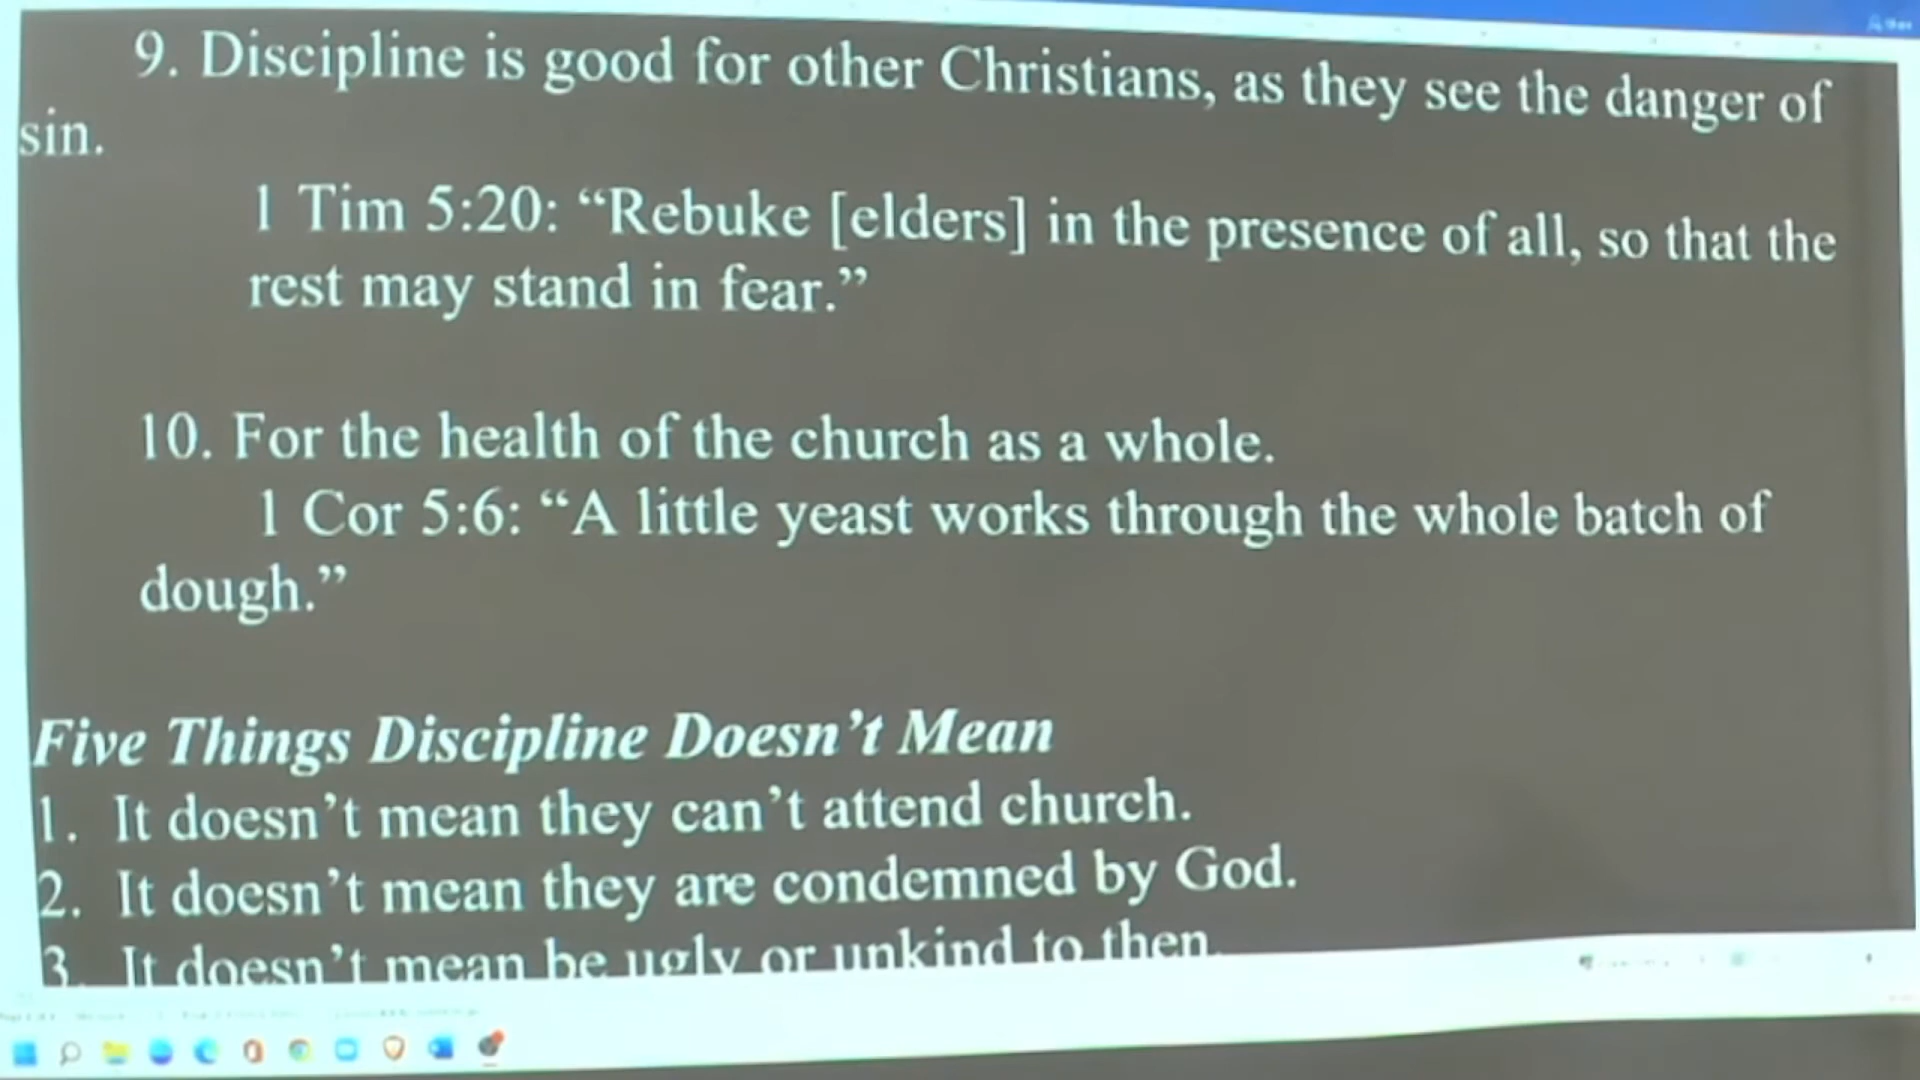 9. Discipline is good for other Christians, as they see the danger of
sin.
1 Tim 5:20: “Rebuke [elders] in the presence of all, so that the
rest may stand in fear.”
10. For the health of the church as a whole.
1 Cor 5:6: “A little yeast works through the whole batch of
dough.”
Five Things Discipline Doesn’t Mean
1. It doesn’t mean they can’t attend church.
2. It doesn’t mean they are condemned by God.
3. It doesn’t mean be ugly or unkind to then.